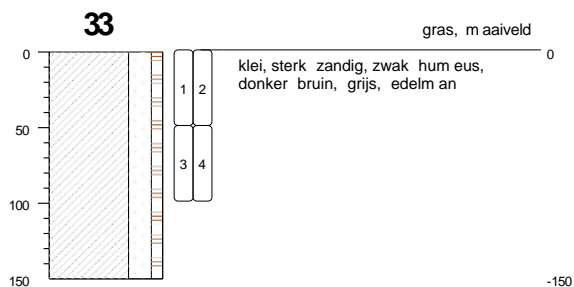 33
gras, maaiveld
0 0
klei, sterk zandig, zwak humeus,
donker bruin, grijs, edelman
1 2
50
3 4
100
150 -150